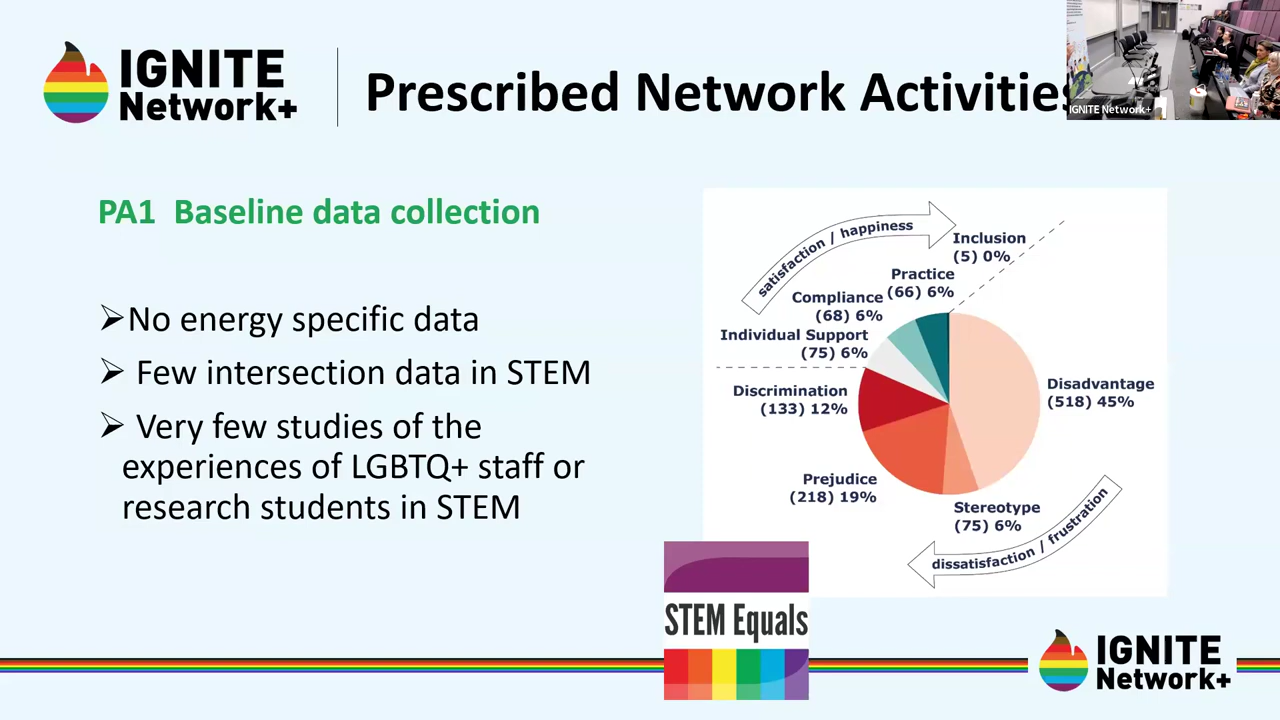 IGNITE
Network+
Prescribed Network Activities
IGNITE Network+
PA1 Baseline data collection
➢No energy specific data
➢ Few intersection data in STEM
➢ Very few studies of the
experiences of LGBTQ+ staff or
research students in STEM
satisfaction / happiness
Inclusion
(5) 0%
Practice
(66) 6%
Compliance
(68) 6%
Individual Support
(75) 6%
Discrimination
(133) 12%
Disadvantage
(518) 45%
Prejudice
(218) 19%
Stereotype
(75) 6%
dissatisfaction / frustration
STEM Equals
IGNITE
Network+